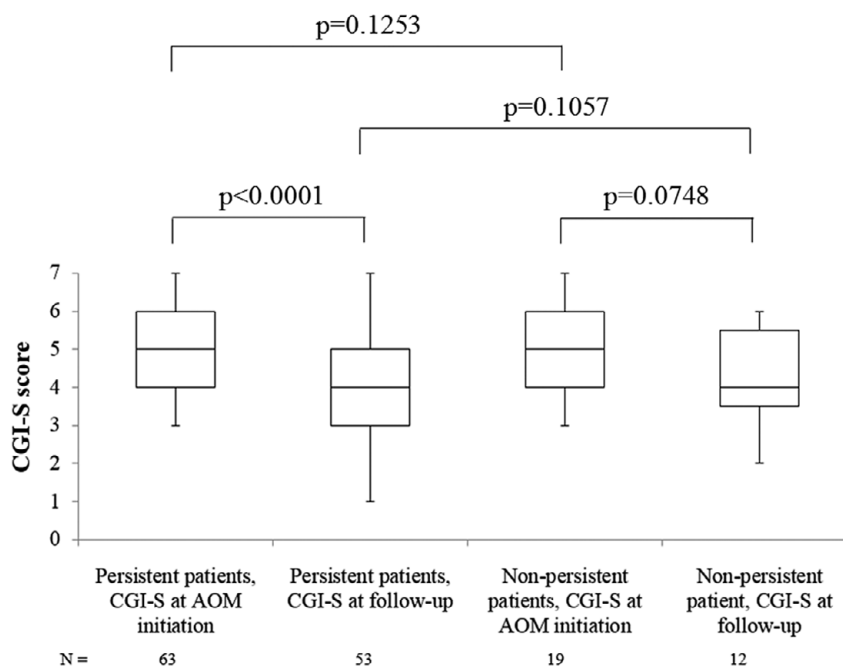 p=0.1253
p=0.1057
p<0.0001
p=0.0748
CGI-S score
7
6
5
4
3
2
1
0
Persistent patients,
CGI-S at AOM
initiation
Persistent patients,
CGI-S at follow-up
Non-persistent
patients, CGI-S at
AOM initiation
Non-persistent
patient, CGI-S at
follow-up
N = 63 53 19 12